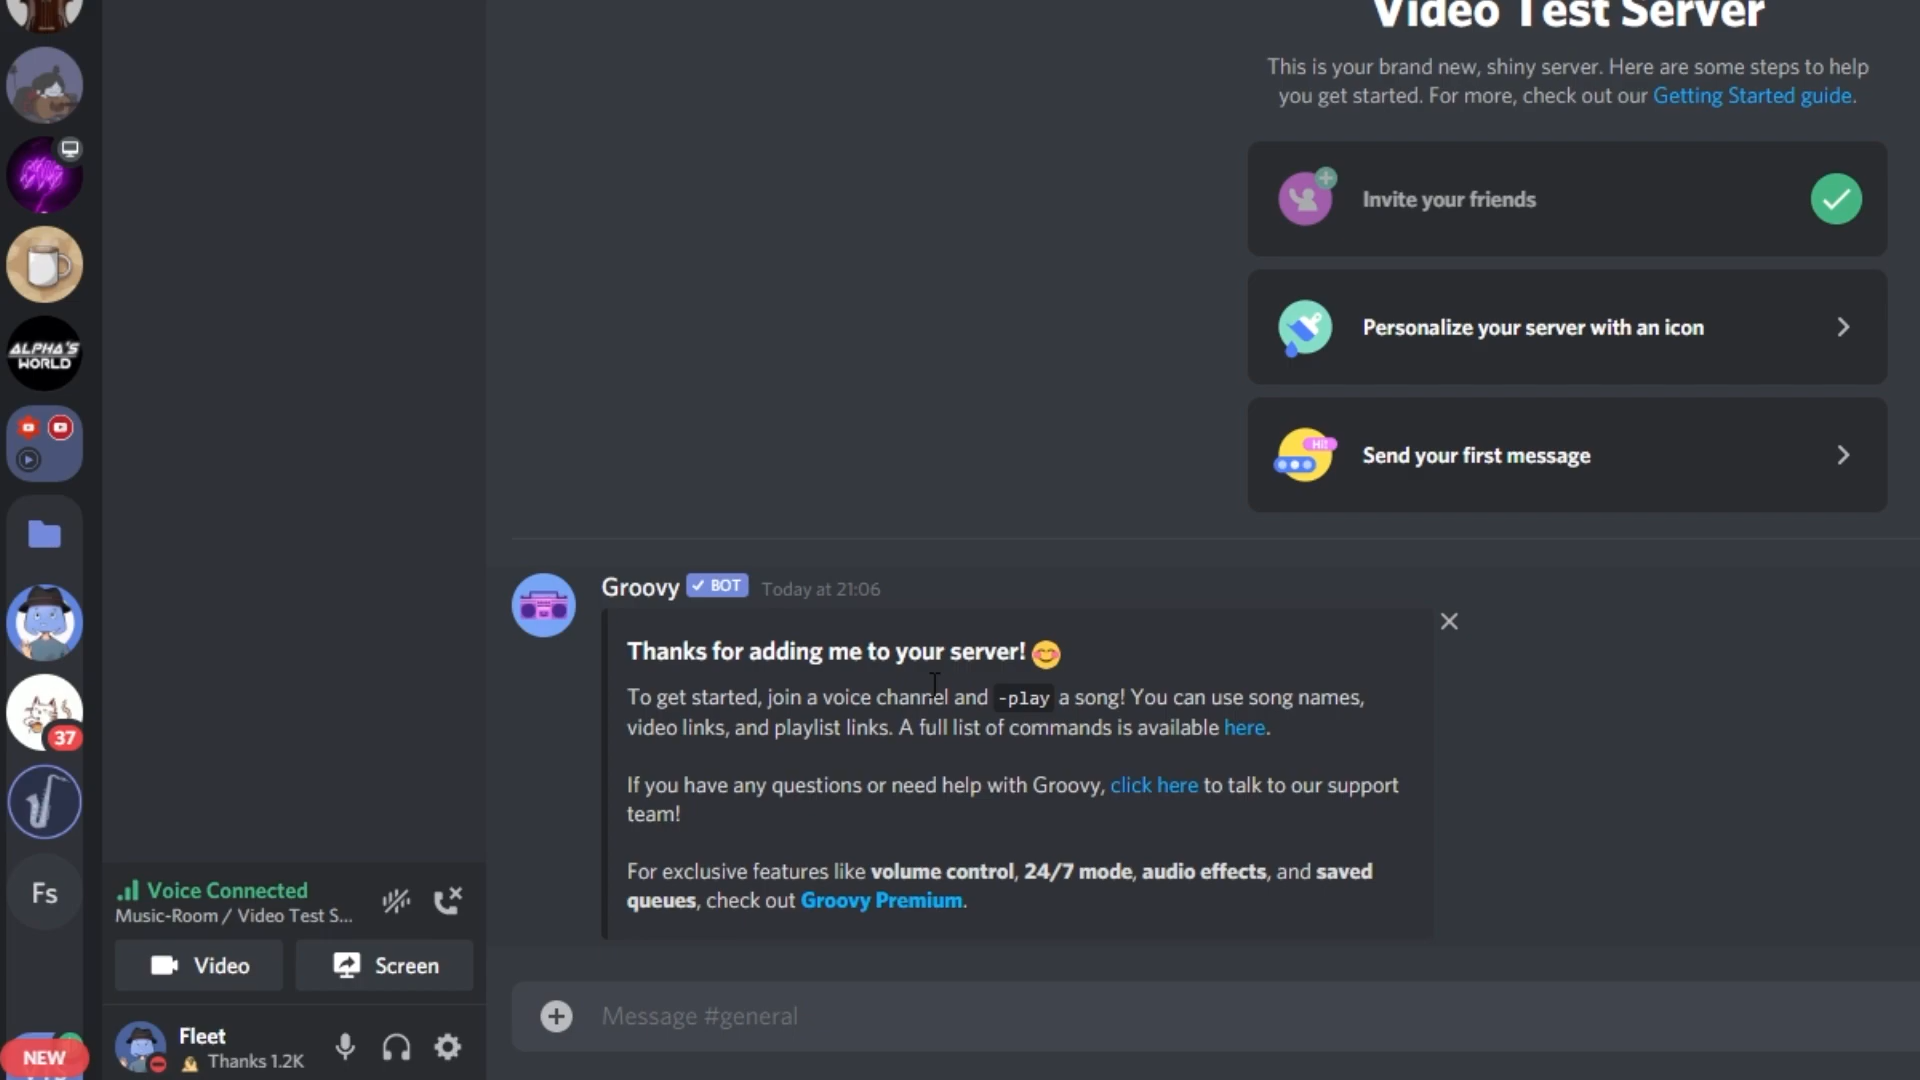 Video Test Server
This is your brand new, shiny server. Here are some steps to help
you get started. For more, check out our Getting Started guide.
Invite your friends
Personalize your server with an icon
Hi!
Send your first message
ALPHA'S
WORLD
37
Fs
NEW
Groovy BOT Today at 21:06
Thanks for adding me to your server!
To get started, join a voice channel and -play a song! You can use song names,
video links, and playlist links. A full list of commands is available here.
If you have any questions or need help with Groovy, click here to talk to our support
team!
For exclusive features like volume control, 24/7 mode, audio effects, and saved
queues, check out Groovy Premium.
Voice Connected
Music-Room / Video Test S...
Video
Screen
Fleet
Thanks 1.2K
Message #general